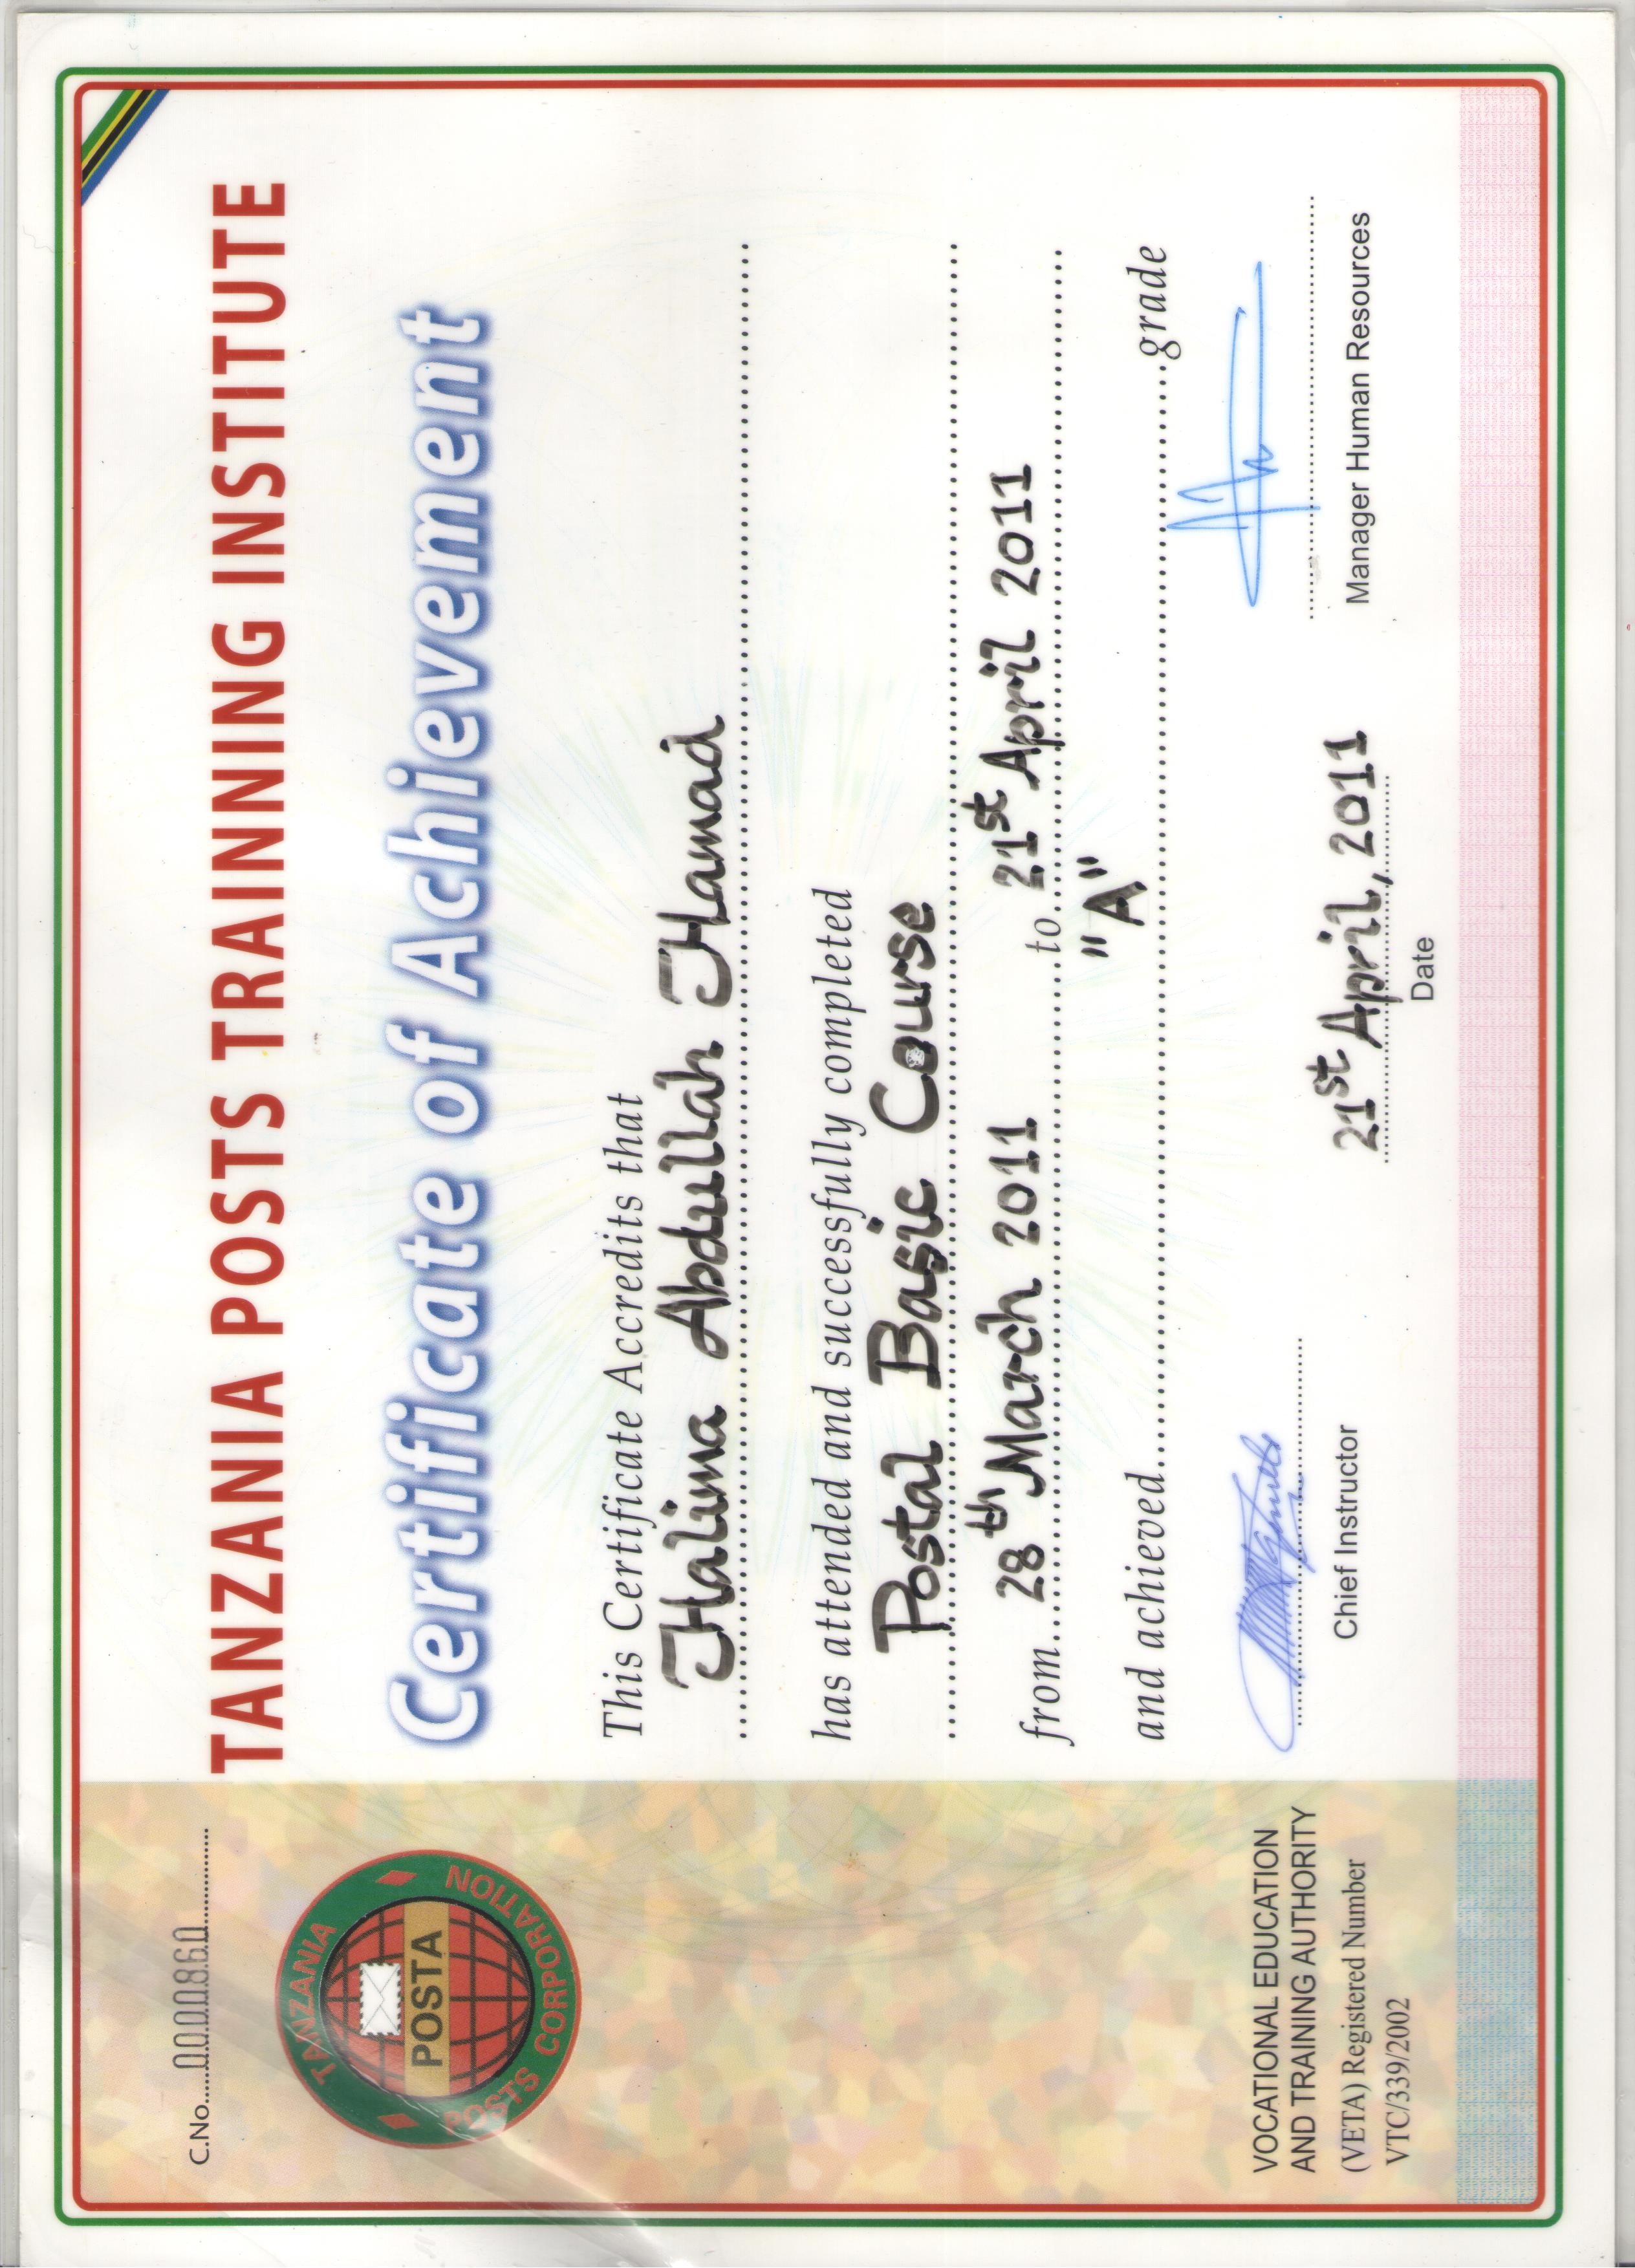 C.No....0000860
TANZANIA POSTS CORPORATION
POSTA
VOCATIONAL EDUCATION
AND TRAINING AUTHORITY
(VETA) Registered Number
VTC/339/2002
TANZANIA POSTS TRAINING INSTITUTE
Certificate of Achievement
This Certificate Accredits that
Halima Abdullah Hamad
has attended and successfully completed
Postal Basic Course
from 28th March 2011 to 21st April 2011
and achieved "A" grade
Chief Instructor
21st April, 2011
Date
Manager Human Resources